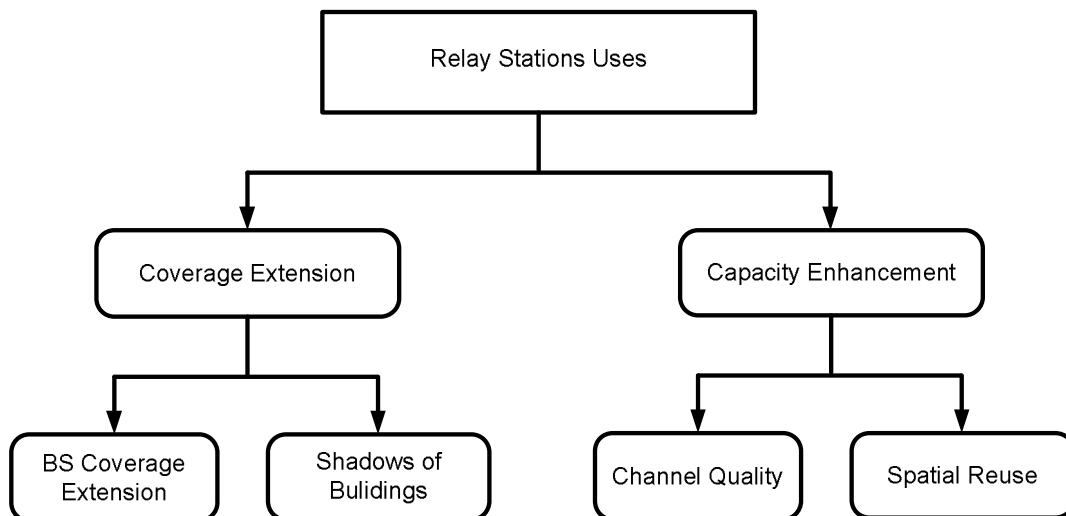 Relay Stations Uses
Coverage Extension
Capacity Enhancement
BS Coverage
Extension
Shadows of
Bulidings
Channel Quality
Spatial Reuse